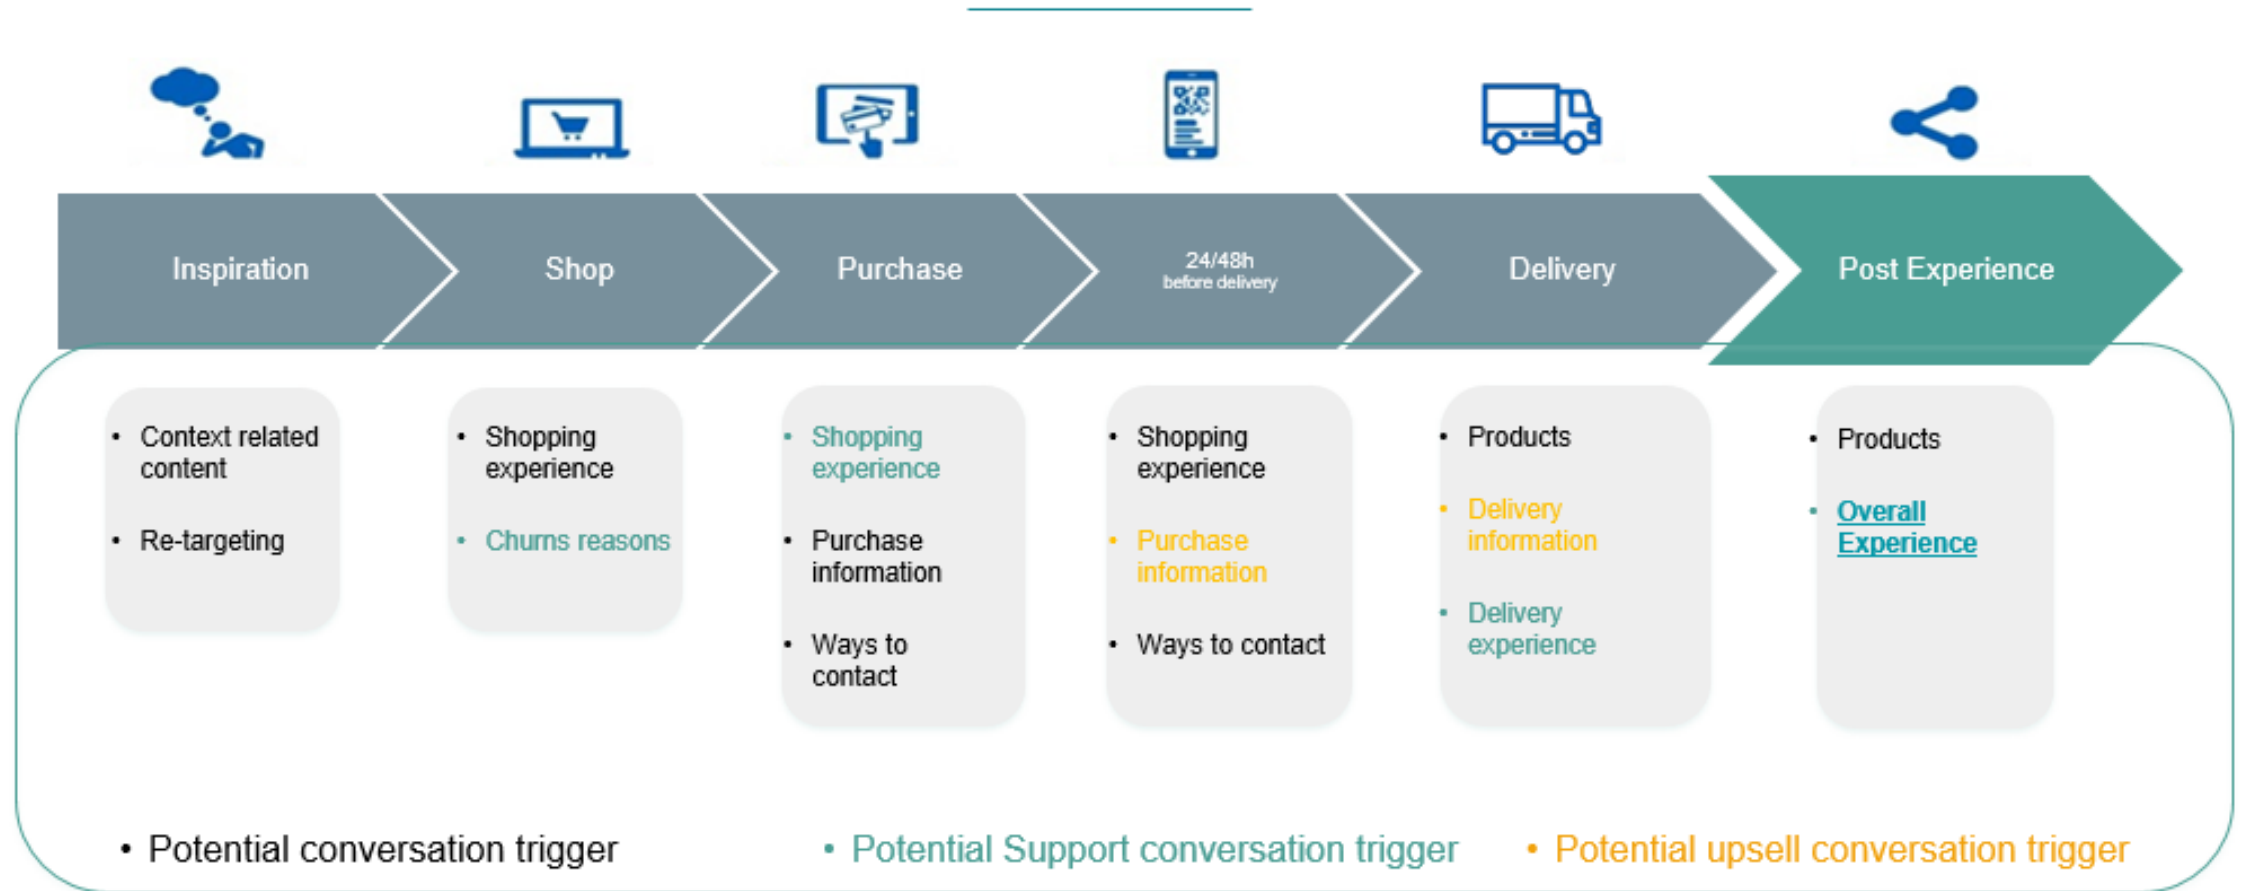 Inspiration
Shop
Purchase
24/48h
before delivery
Delivery
Post Experience
• Context related
content
• Re-targeting
• Shopping
experience
• Churns reasons
• Shopping
experience
• Purchase
information
• Ways to
contact
• Shopping
experience
• Purchase
information
• Ways to contact
• Products
• Delivery
information
• Delivery
experience
• Products
• Overall
Experience
• Potential conversation trigger
• Potential Support conversation trigger
• Potential upsell conversation trigger